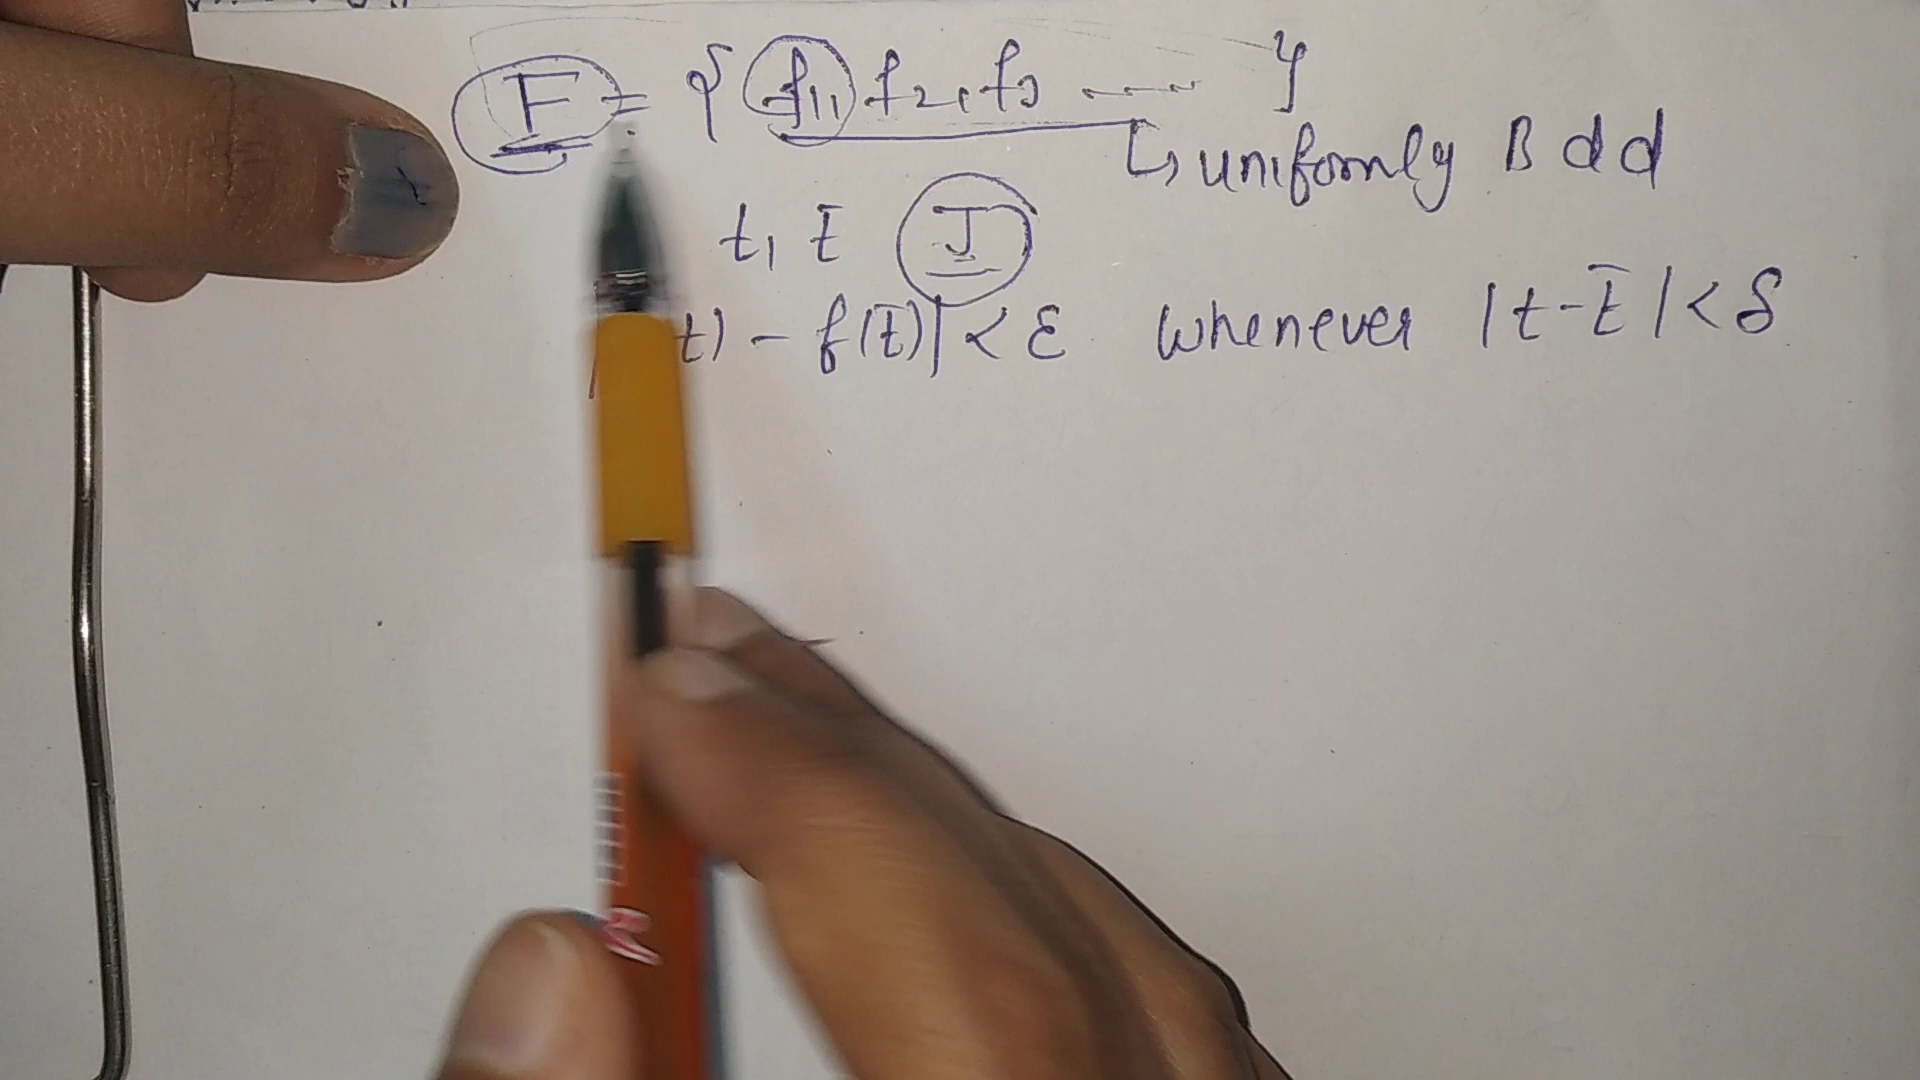 F = { f1, f2, f3 ---- }
↳ uniformly Bdd
t, t̄ J
t) - f(t̄)| < ε whenever |t - t̄| < δ